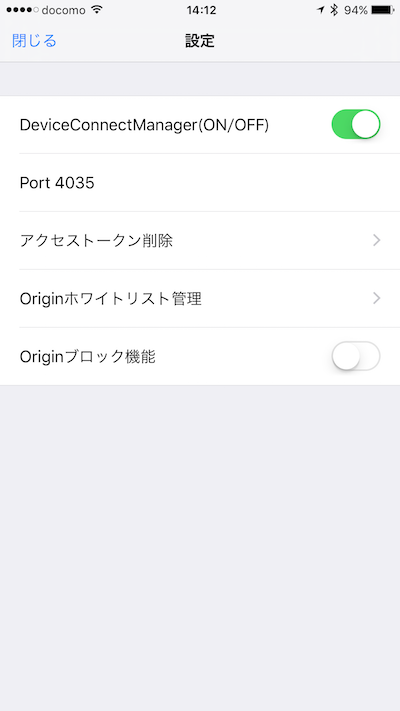 docomo 14:12 94%
閉じる 設定
DeviceConnectManager(ON/OFF)
Port 4035
アクセストークン削除
Originホワイトリスト管理
Originブロック機能